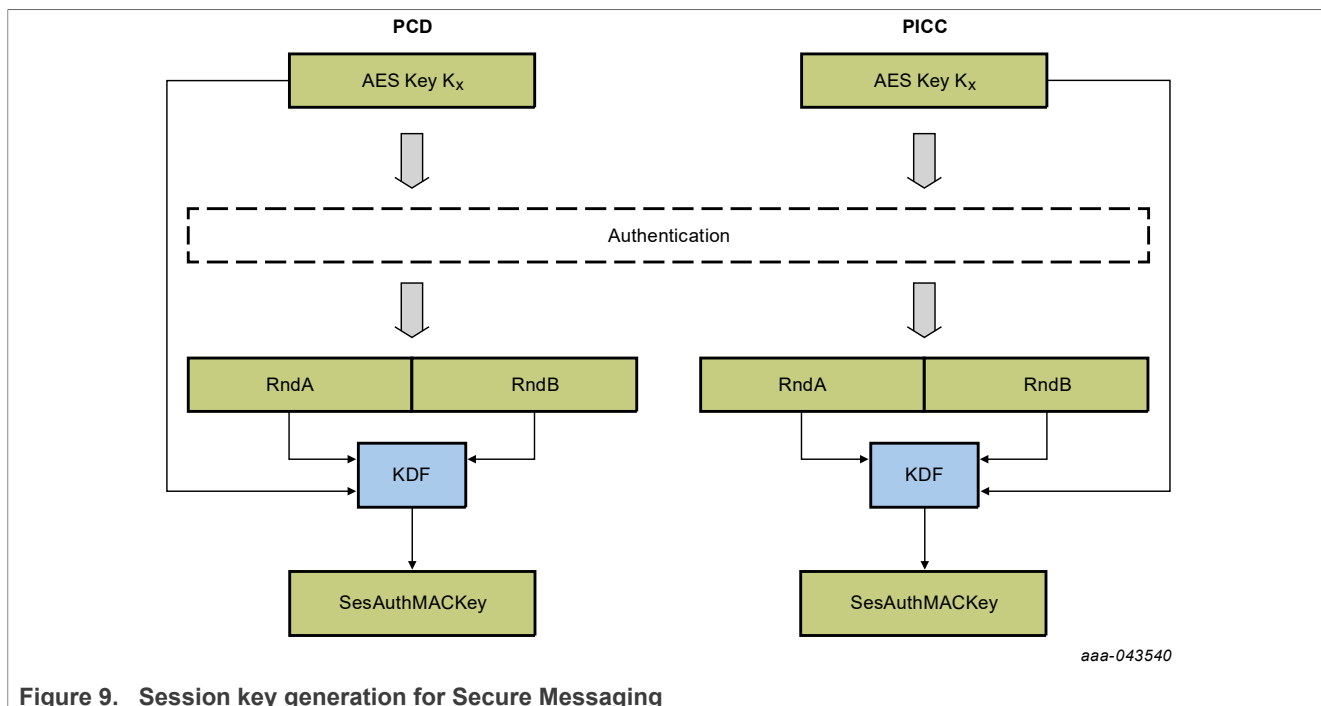 PCD PICC
AES Key Kx AES Key Kx
Authentication
RndA RndB RndA RndB
KDF KDF
SesAuthMACKey SesAuthMACKey
aaa-043540
Figure 9. Session key generation for Secure Messaging